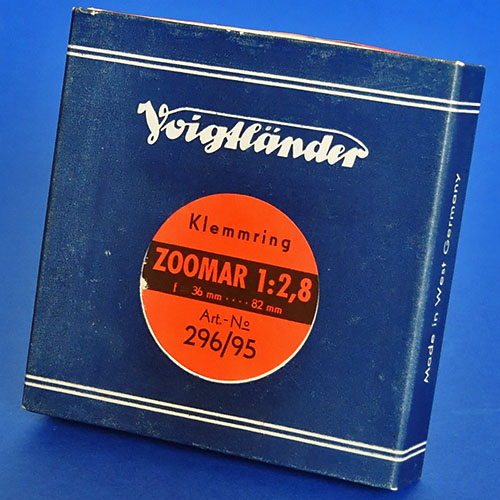 Voigtländer
Klemmring
ZOOMAR 1:2,8
f 36 mm .... 82 mm
Art.-No
296/95
Made in West Germany